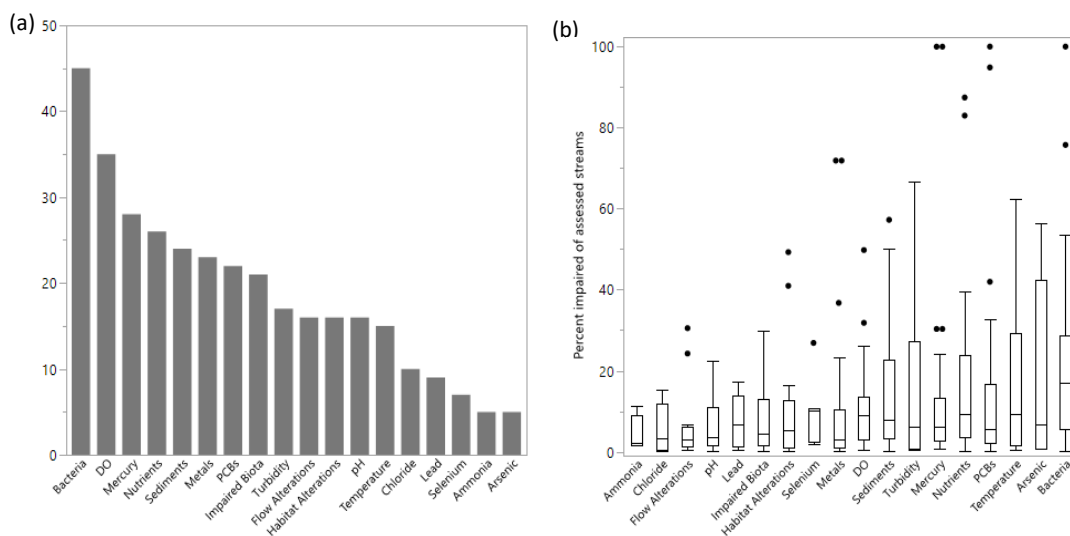 (a)
50
40
30
20
10
0
Bacteria
DO
Mercury
Nutrients
Sediments
Metals
PCBs
Impaired Biota
Turbidity
Flow Alterations
Habitat Alterations
pH
Temperature
Chloride
Lead
Selenium
Ammonia
Arsenic
(b)
Percent impaired of assessed streams
100
80
60
40
20
0
Ammonia
Chloride
Flow Alterations
pH
Lead
Impaired Biota
Habitat Alterations
Selenium
Metals
DO
Sediments
Turbidity
Mercury
Nutrients
PCBs
Temperature
Arsenic
Bacteria